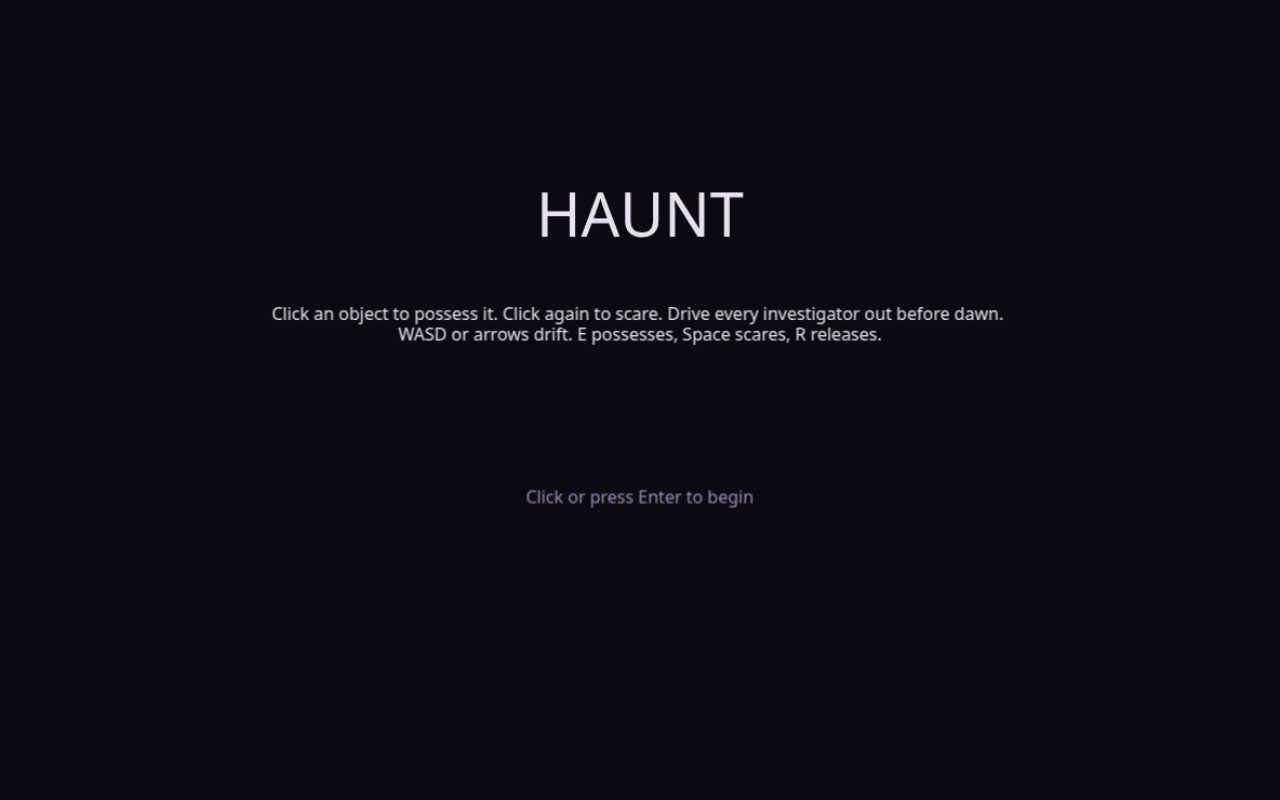 HAUNT
Click an object to possess it. Click again to scare. Drive every investigator out before dawn.
WASD or arrows drift. E possesses, Space scares, R releases.
Click or press Enter to begin